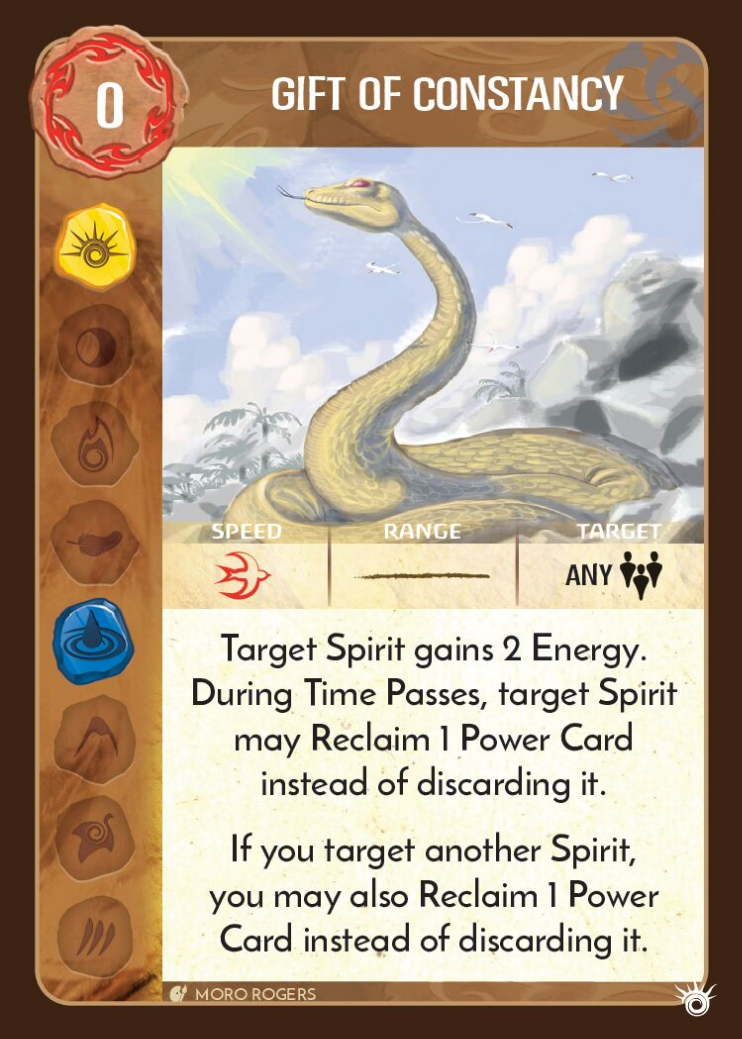 0
GIFT OF CONSTANCY
SPEED RANGE TARGET
ANY
Target Spirit gains 2 Energy.
During Time Passes, target Spirit
may Reclaim 1 Power Card
instead of discarding it.
If you target another Spirit,
you may also Reclaim 1 Power
Card instead of discarding it.
MORO ROGERS